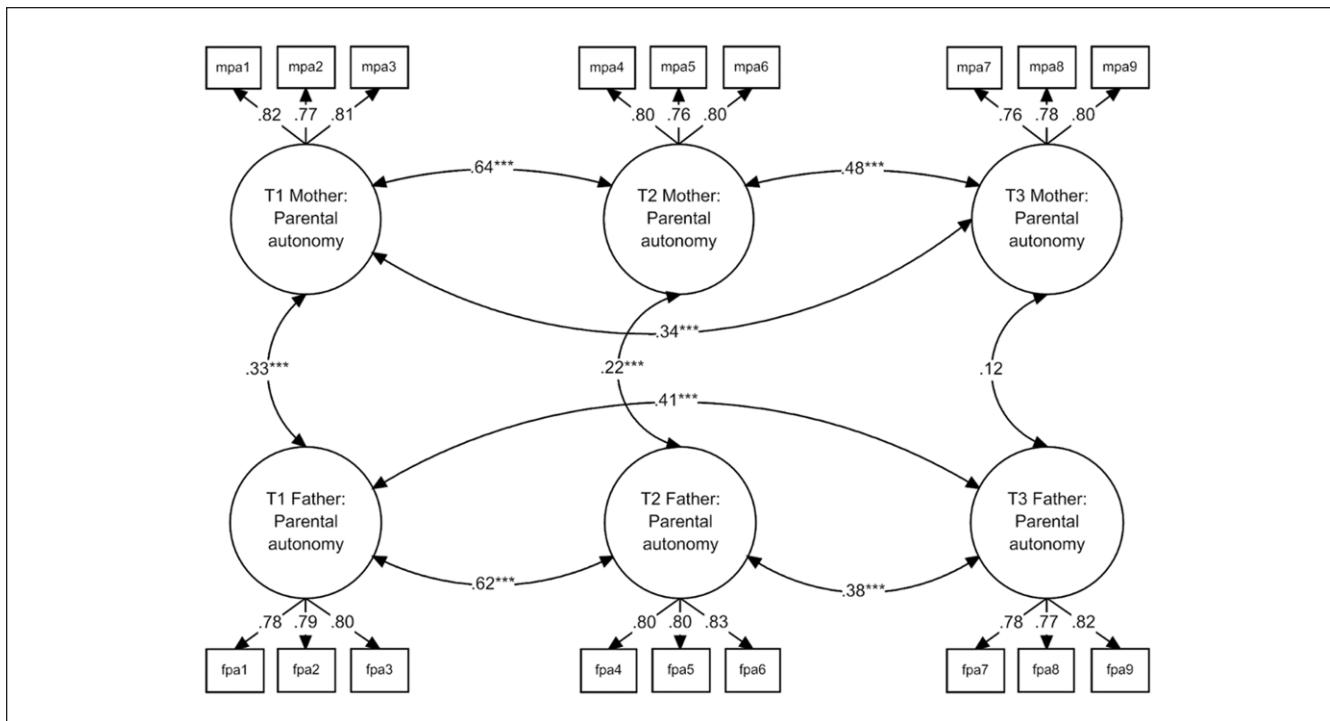 mpa1 mpa2 mpa3 mpa4 mpa5 mpa6 mpa7 mpa8 mpa9
.82 .77 .81 .80 .76 .80 .76 .78 .80
.64*** .48***
T1 Mother: T2 Mother: T3 Mother:
Parental Parental Parental
autonomy autonomy autonomy
.34***
.33*** .22*** .12
.41***
T1 Father: T2 Father: T3 Father:
Parental Parental Parental
autonomy autonomy autonomy
.62*** .38***
.78 .79 .80 .80 .80 .83 .78 .77 .82
fpa1 fpa2 fpa3 fpa4 fpa5 fpa6 fpa7 fpa8 fpa9